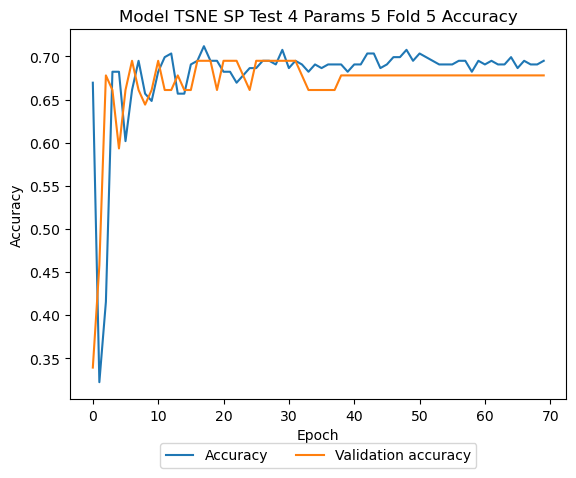 Model TSNE SP Test 4 Params 5 Fold 5 Accuracy
0.70
0.65
0.60
0.55
0.50
0.45
0.40
0.35
Accuracy
0 10 20 30 40 50 60 70
Epoch
Accuracy Validation accuracy